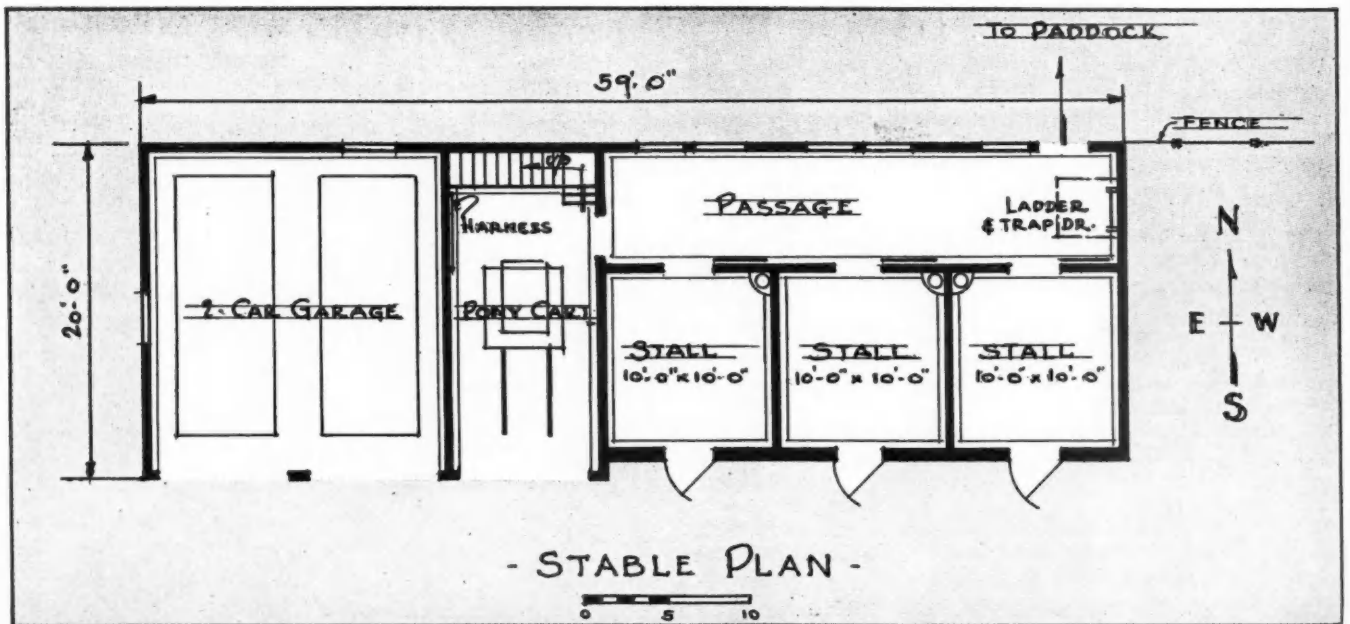 TO PADDOCK
59'-0"
FENCE
UP
20'-0"
PASSAGE
LADDER
& TRAP DR.
HARNESS
N
2-CAR GARAGE
PONY CART
E W
STALL
10'-0" x 10'-0"
STALL
10'-0" x 10'-0"
STALL
10'-0" x 10'-0"
S
- STABLE PLAN -
0 5 10